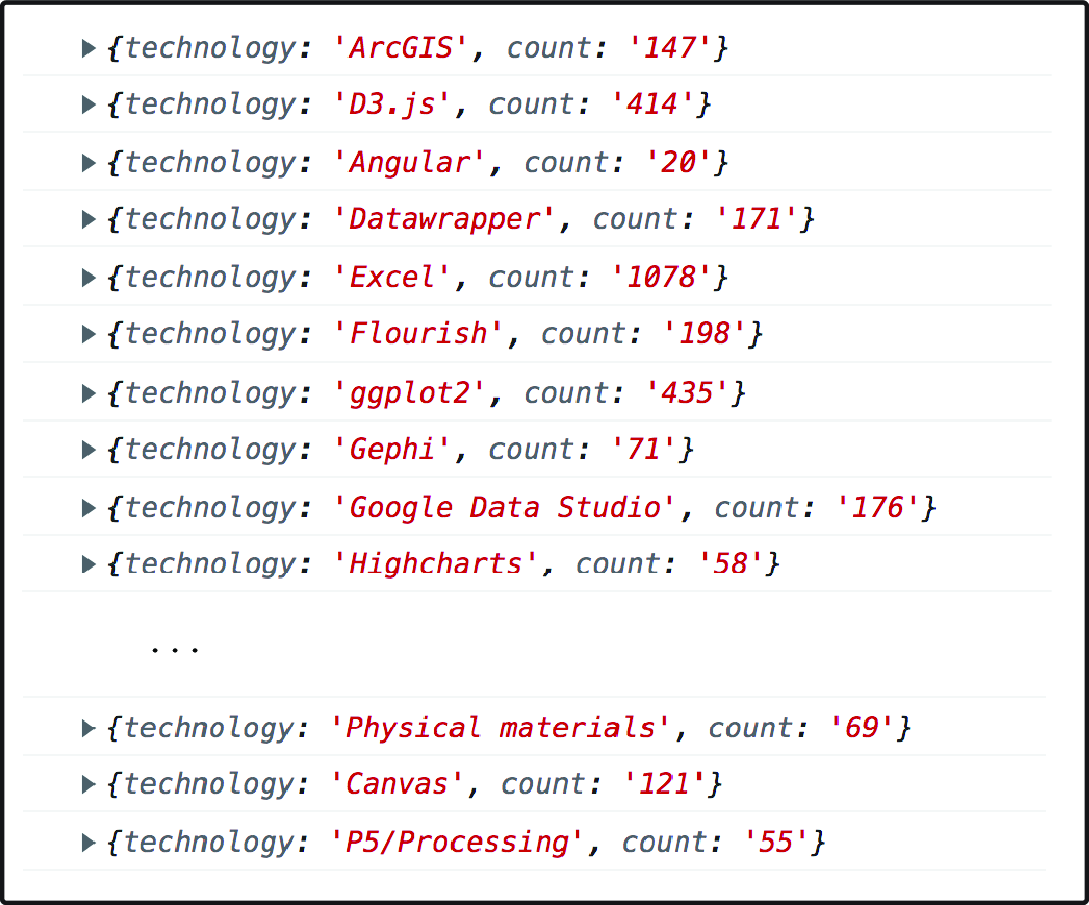 ▶ {technology: 'ArcGIS', count: '147'}
▶ {technology: 'D3.js', count: '414'}
▶ {technology: 'Angular', count: '20'}
▶ {technology: 'Datawrapper', count: '171'}
▶ {technology: 'Excel', count: '1078'}
▶ {technology: 'Flourish', count: '198'}
▶ {technology: 'ggplot2', count: '435'}
▶ {technology: 'Gephi', count: '71'}
▶ {technology: 'Google Data Studio', count: '176'}
▶ {technology: 'Highcharts', count: '58'}
...
▶ {technology: 'Physical materials', count: '69'}
▶ {technology: 'Canvas', count: '121'}
▶ {technology: 'P5/Processing', count: '55'}